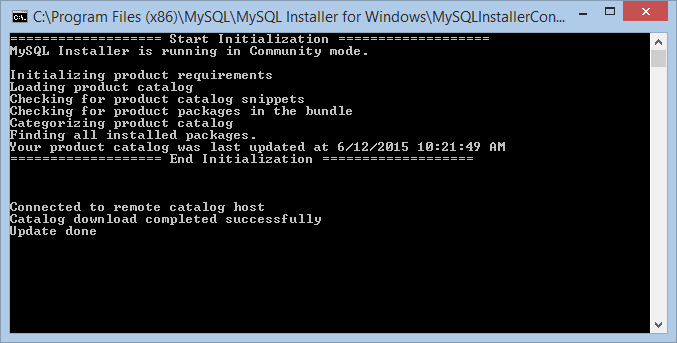 C:\Program Files (x86)\MySQL\MySQL Installer for Windows\MySQLInstallerCon...
=================== Start Initialization ===================
MySQL Installer is running in Community mode.
Initializing product requirements
Loading product catalog
Checking for product catalog snippets
Checking for product packages in the bundle
Categorizing product catalog
Finding all installed packages.
Your product catalog was last updated at 6/12/2015 10:21:49 AM
=================== End Initialization ===================
Connected to remote catalog host
Catalog download completed successfully
Update done